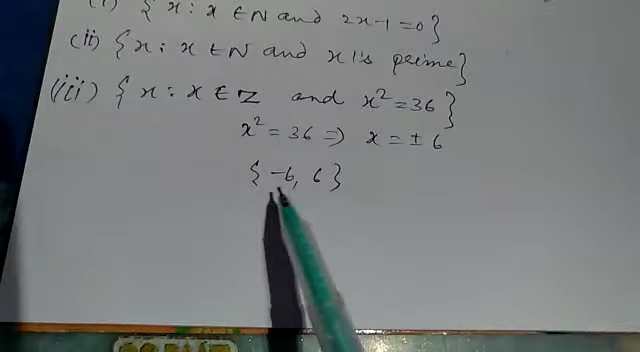 (i) {x : x ∈ N and 2x-1 = 0}
(ii) {x : x ∈ N and x is prime}
(iii) {x : x ∈ Z and x² = 36}
x² = 36 ⇒ x = ± 6
{-6, 6}